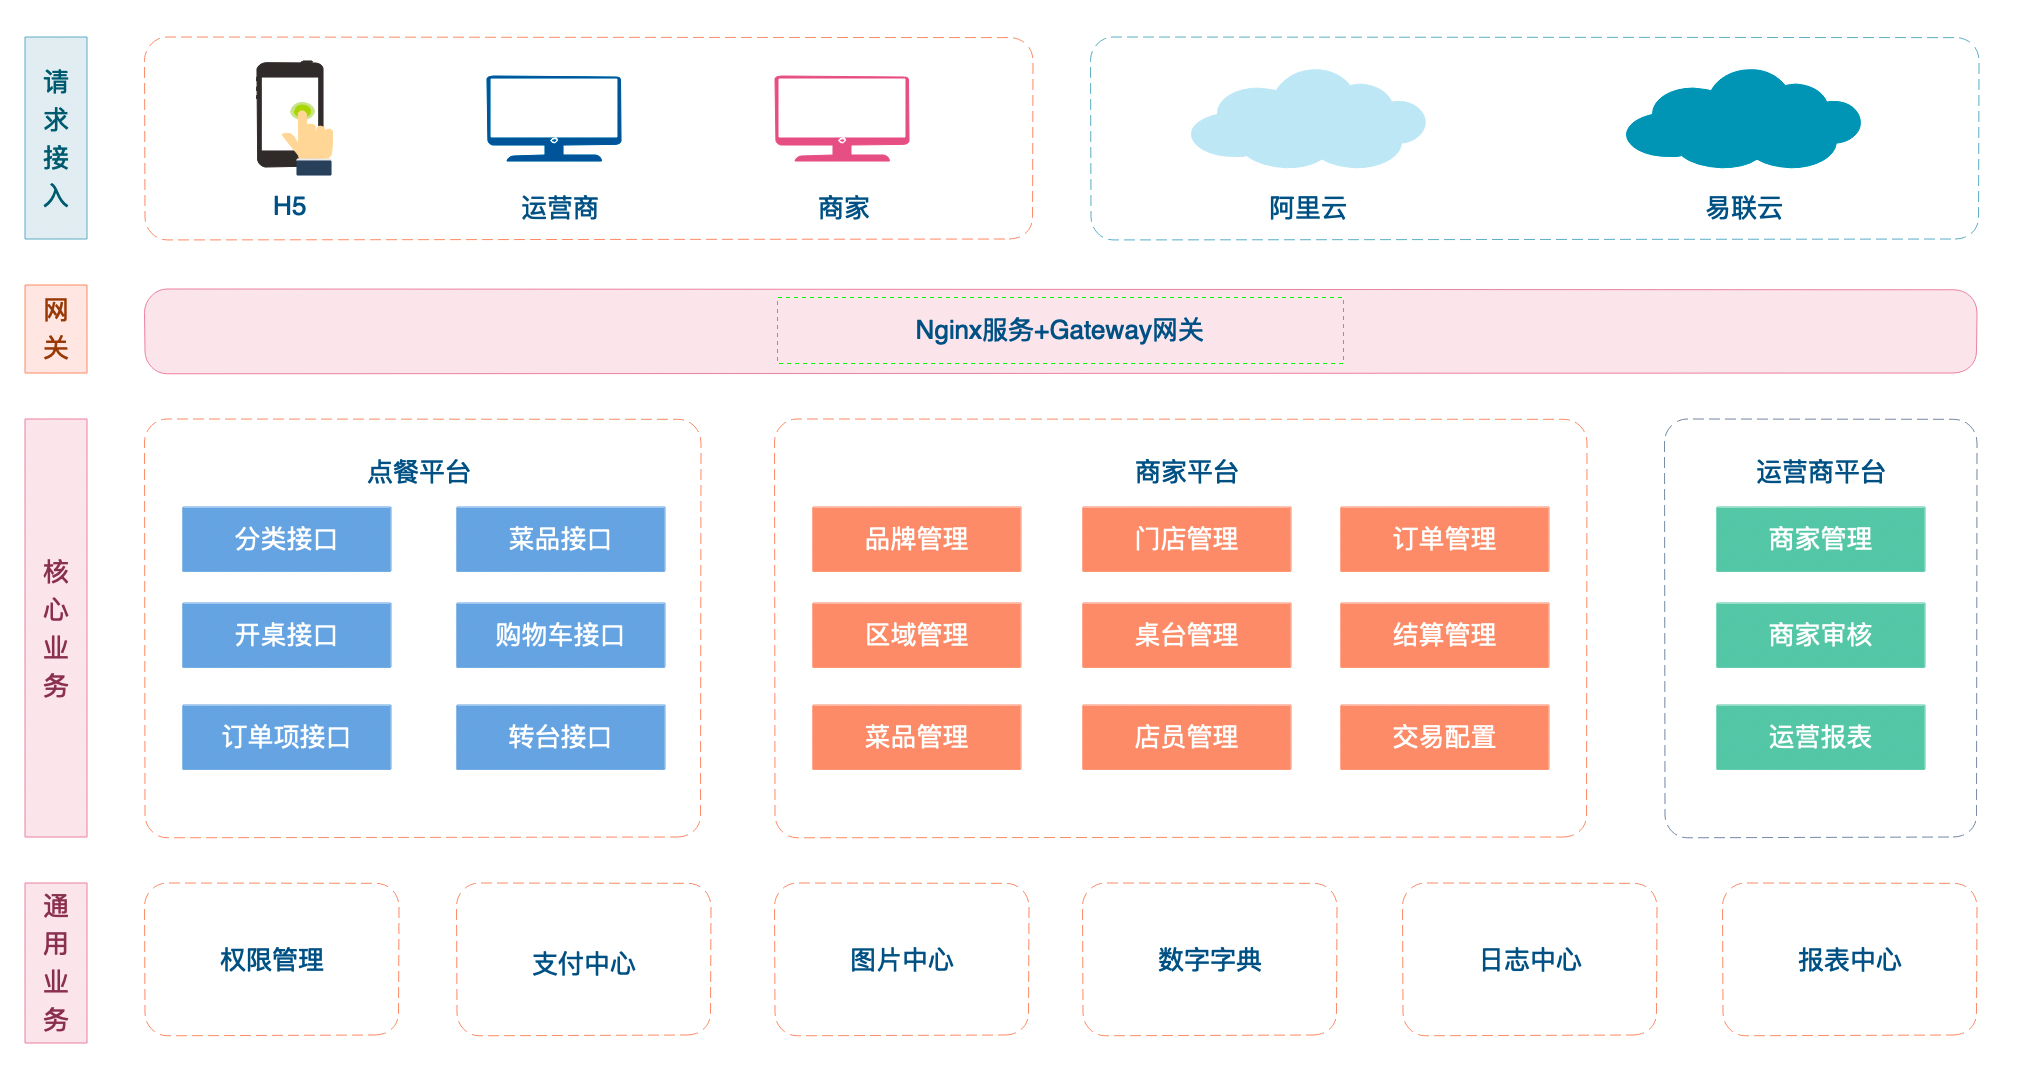 请求接入
H5
运营商
商家
阿里云
易联云
网关
Nginx服务+Gateway网关
核心业务
点餐平台
分类接口
菜品接口
开桌接口
购物车接口
订单项接口
转台接口
商家平台
品牌管理
门店管理
订单管理
区域管理
桌台管理
结算管理
菜品管理
店员管理
交易配置
运营商平台
商家管理
商家审核
运营报表
通用业务
权限管理
支付中心
图片中心
数字字典
日志中心
报表中心